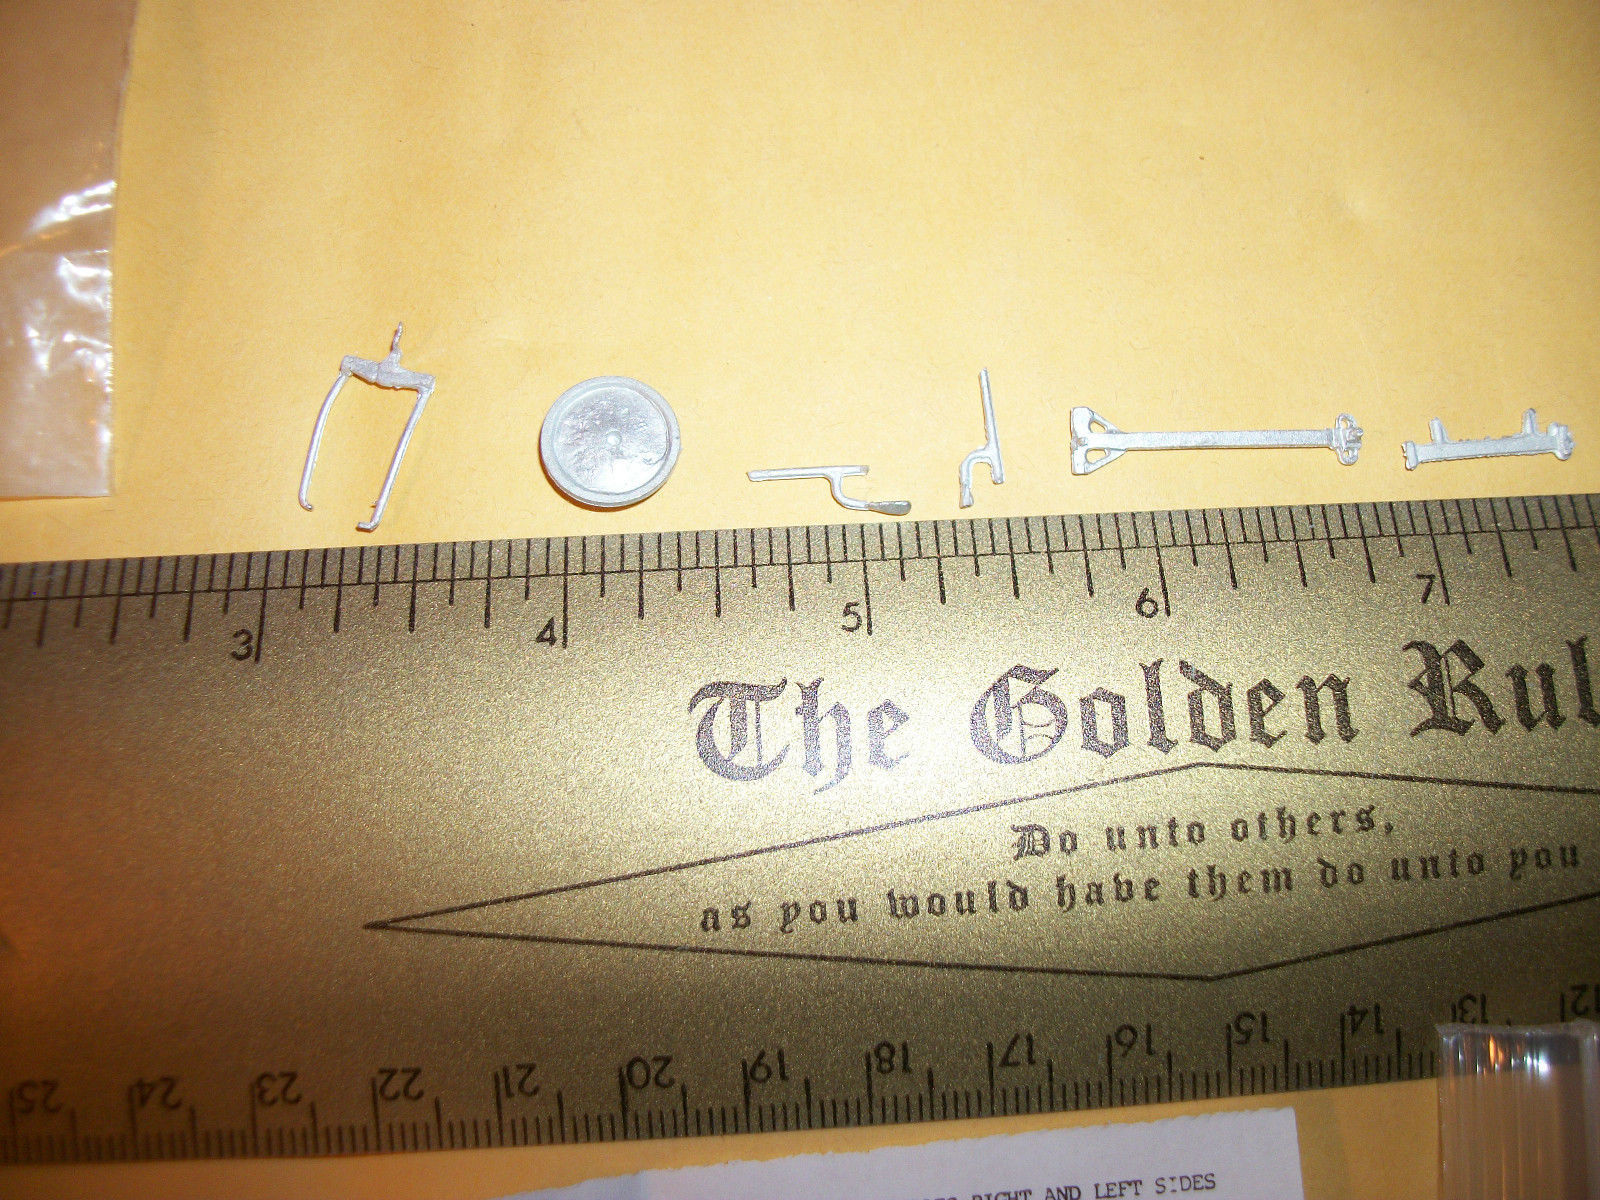 3 4 5 6 7
The Golden Rul
Do unto others,
as you would have them do unto you
25 24 23 22 21 20 19 18 17 16 15 14 13 12
RIGHT AND LEFT SIDES